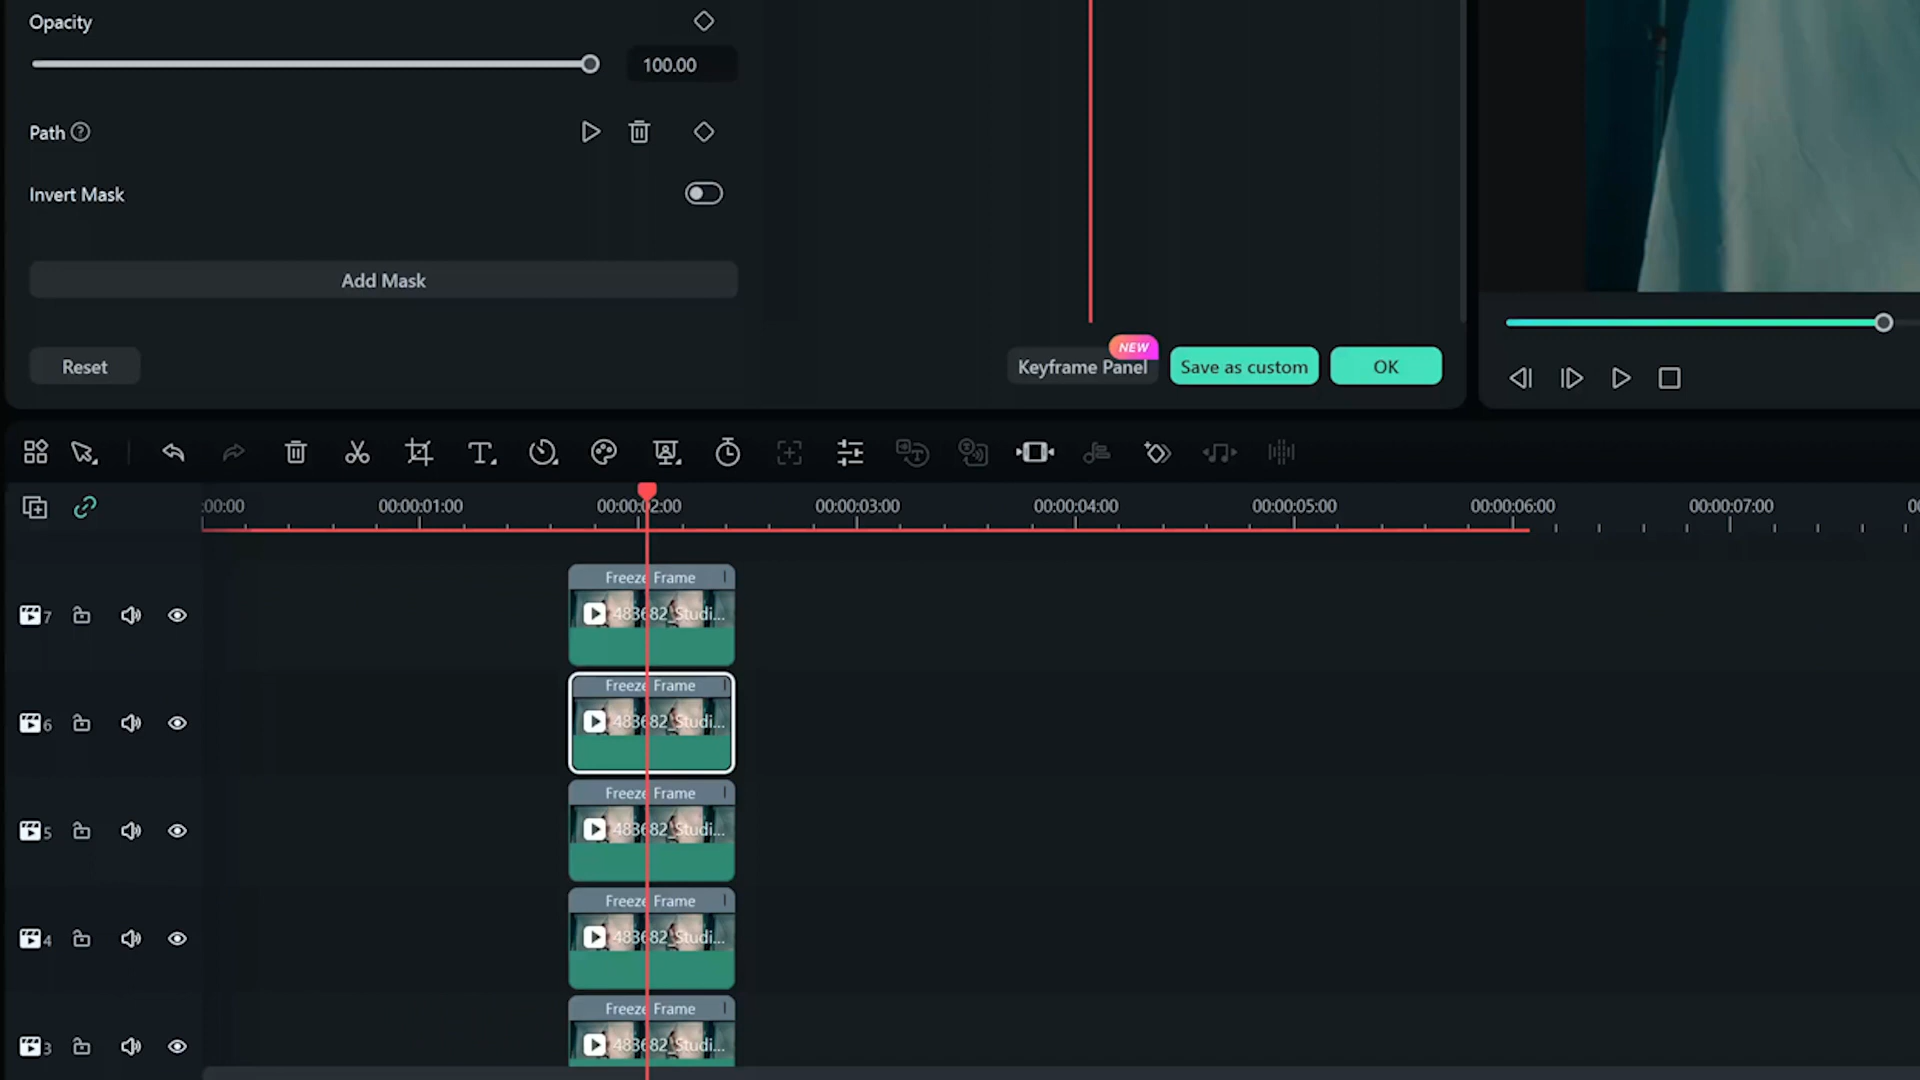 Opacity
100.00
Path
Invert Mask
Add Mask
Reset
NEW
Keyframe Panel
Save as custom
OK
:00:00
00:00:01:00
00:00:02:00
00:00:03:00
00:00:04:00
00:00:05:00
00:00:06:00
00:00:07:00
Freeze Frame
7
483682_Studi...
Freeze Frame
6
483682_Studi...
Freeze Frame
5
483682_Studi...
Freeze Frame
4
483682_Studi...
Freeze Frame
3
483682_Studi...